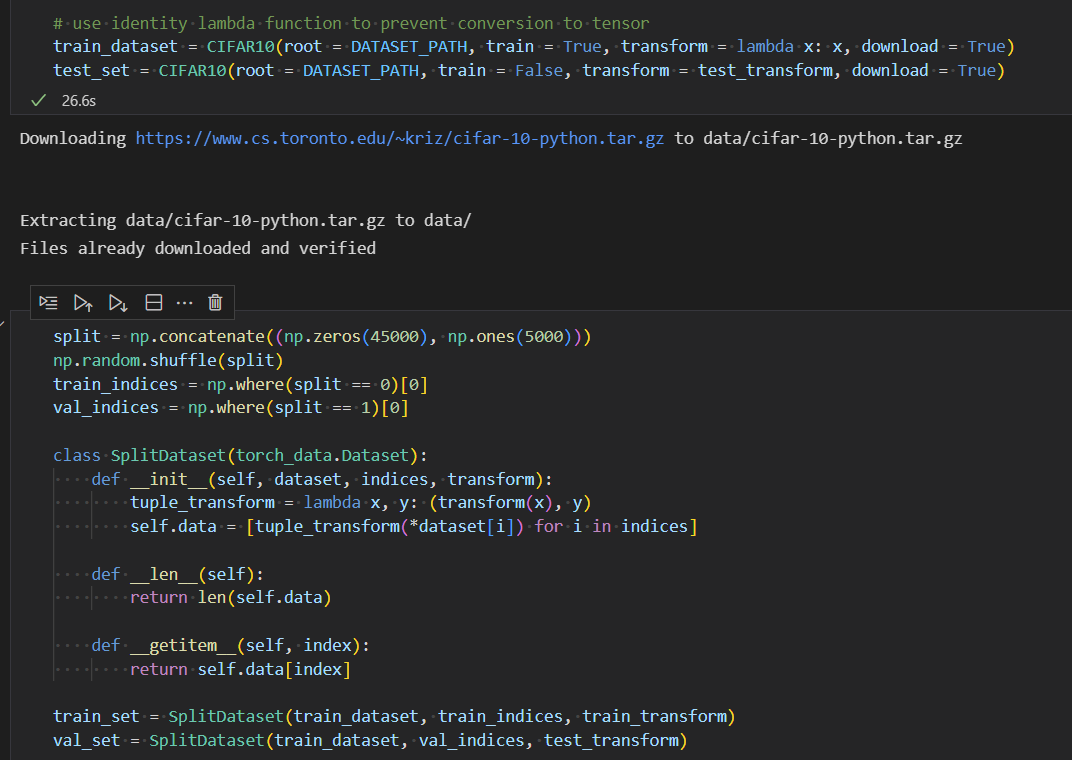 # use identity lambda function to prevent conversion to tensor
train_dataset = CIFAR10(root = DATASET_PATH, train = True, transform = lambda x: x, download = True)
test_set = CIFAR10(root = DATASET_PATH, train = False, transform = test_transform, download = True)
26.6s
Downloading https://www.cs.toronto.edu/~kriz/cifar-10-python.tar.gz to data/cifar-10-python.tar.gz
Extracting data/cifar-10-python.tar.gz to data/
Files already downloaded and verified
split = np.concatenate((np.zeros(45000), np.ones(5000)))
np.random.shuffle(split)
train_indices = np.where(split == 0)[0]
val_indices = np.where(split == 1)[0]
class SplitDataset(torch_data.Dataset):
    def __init__(self, dataset, indices, transform):
        tuple_transform = lambda x, y: (transform(x), y)
        self.data = [tuple_transform(*dataset[i]) for i in indices]
    def __len__(self):
        return len(self.data)
    def __getitem__(self, index):
        return self.data[index]
train_set = SplitDataset(train_dataset, train_indices, train_transform)
val_set = SplitDataset(train_dataset, val_indices, test_transform)